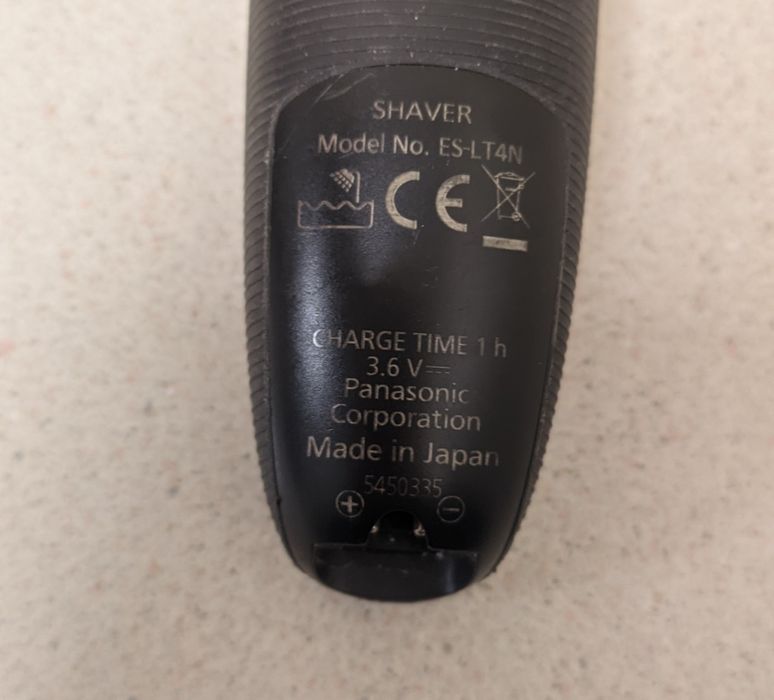 SHAVER
Model No. ES-LT4N
CE
CHARGE TIME 1 h
3.6 V⎓
Panasonic
Corporation
Made in Japan
5450335
+ −